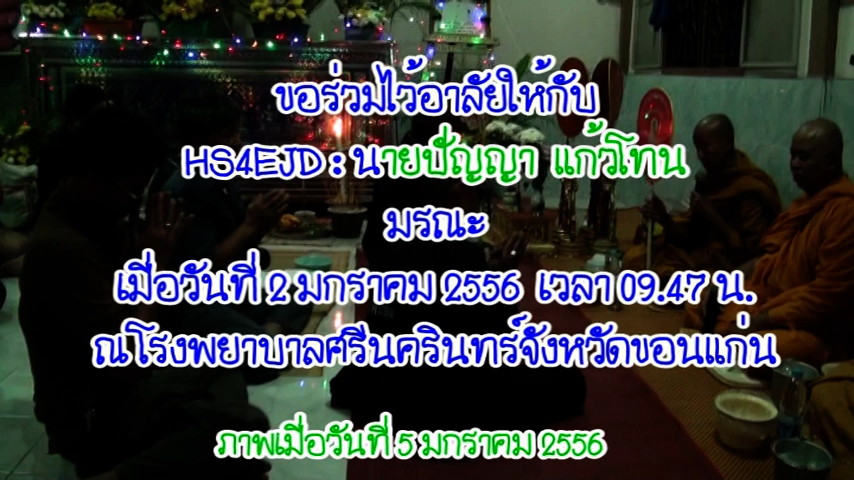 ขอร่วมไว้อาลัยให้กับ
HS4EJD : นายปัญญา แก้วโทน
มรณะ
เมื่อวันที่ 2 มกราคม 2556 เวลา 09.47 น.
ณโรงพยาบาลศรีนครินทร์จังหวัดขอนแก่น
ภาพเมื่อวันที่ 5 มกราคม 2556